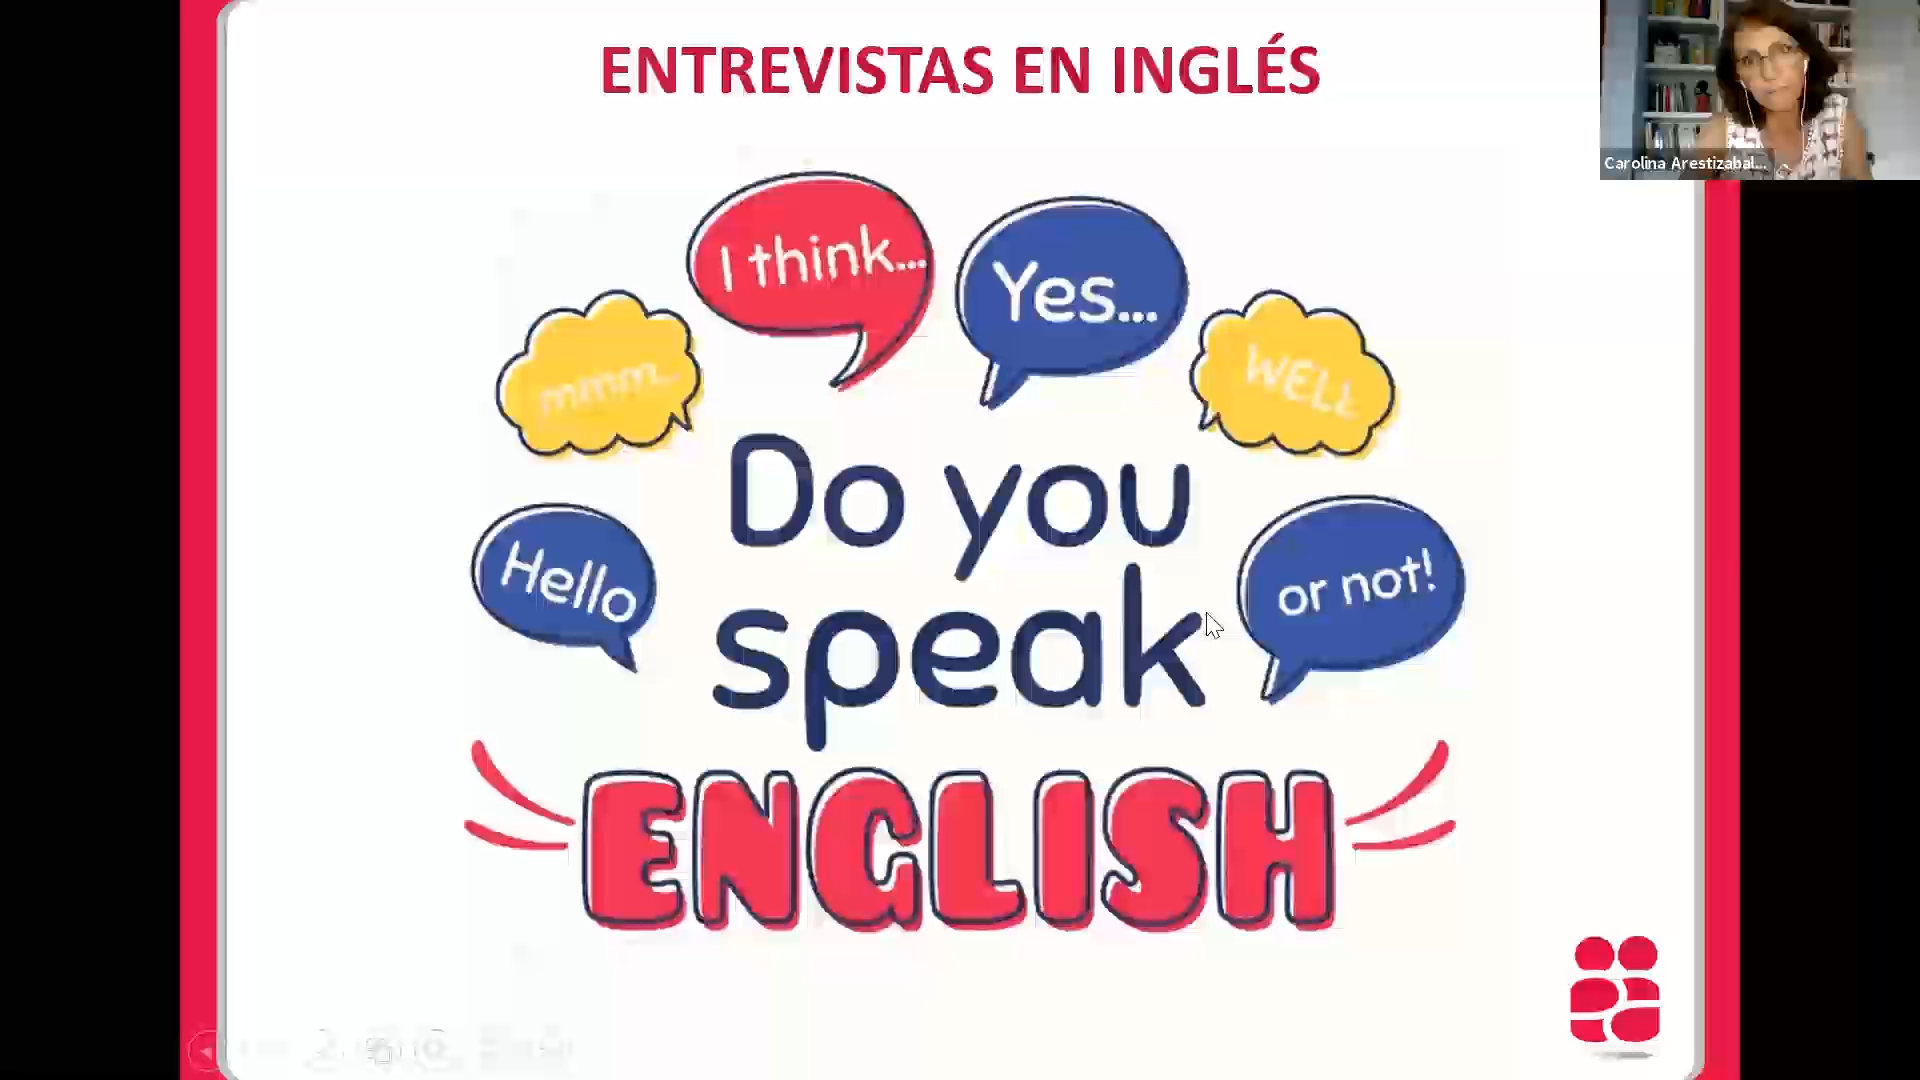 ENTREVISTAS EN INGLÉS
Carolina Arestizabal...
I think...
Yes...
mmm...
WELL
Do you
Hello
or not!
speak
ENGLISH